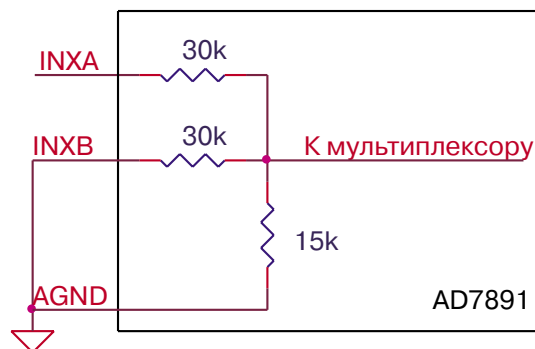 30k
INXA
30k
INXB
К мультиплексору
15k
AGND
AD7891